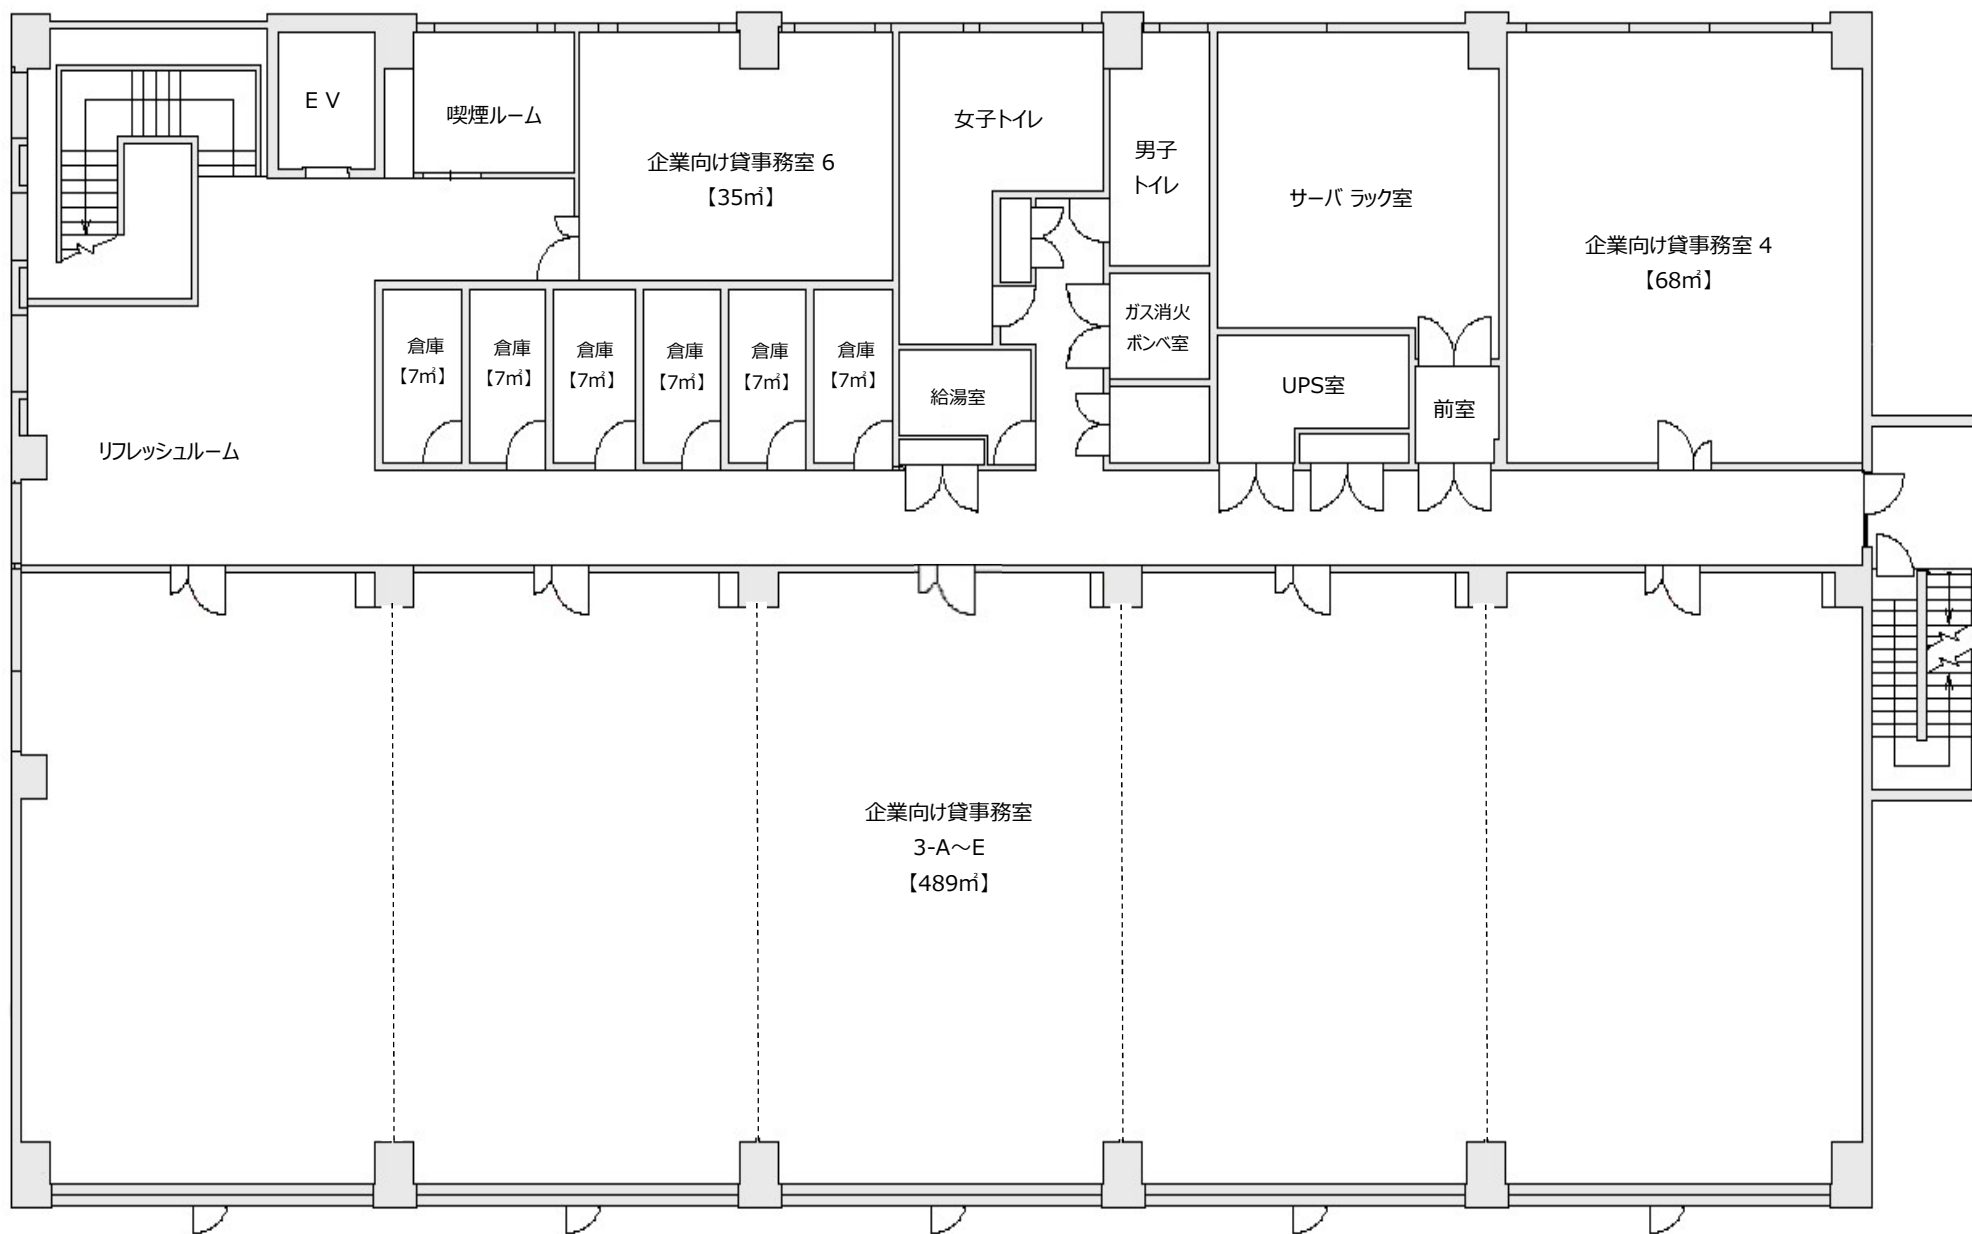 E V
喫煙ルーム
企業向け貸事務室 6
【35㎡】
女子トイレ
男子
トイレ
サーバ ラック室
企業向け貸事務室 4
【68㎡】
倉庫
【7㎡】
倉庫
【7㎡】
倉庫
【7㎡】
倉庫
【7㎡】
倉庫
【7㎡】
倉庫
【7㎡】
給湯室
ガス消火
ボンベ室
UPS室
前室
リフレッシュルーム
企業向け貸事務室
3-A～E
【489㎡】